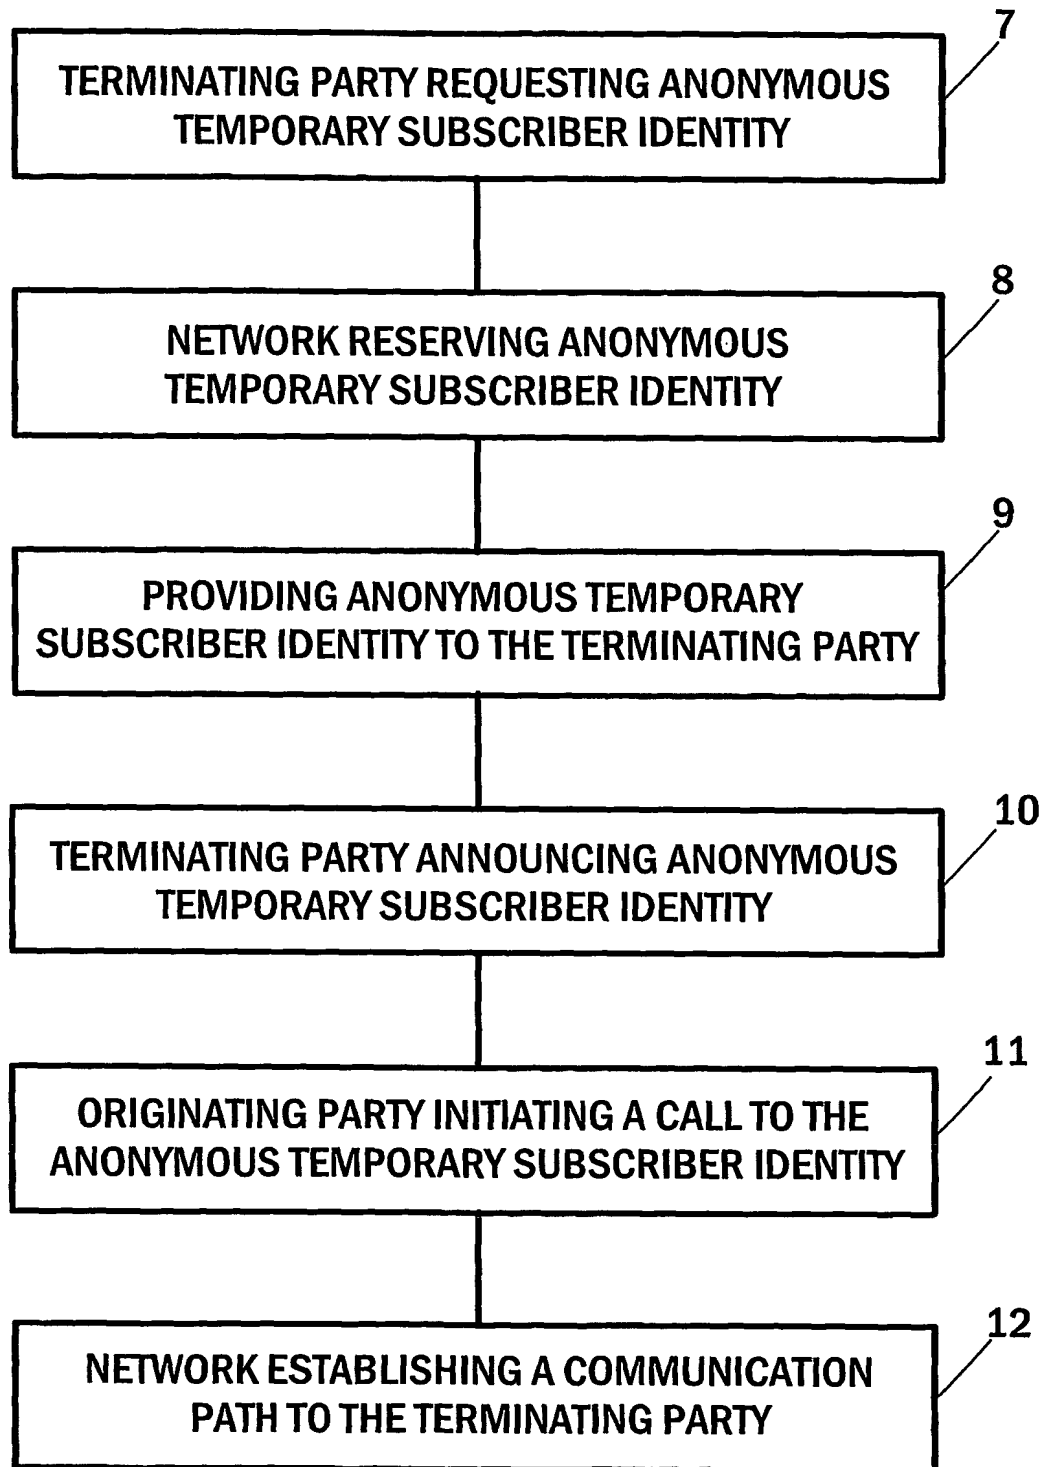 7
TERMINATING PARTY REQUESTING ANONYMOUS
TEMPORARY SUBSCRIBER IDENTITY
8
NETWORK RESERVING ANONYMOUS
TEMPORARY SUBSCRIBER IDENTITY
9
PROVIDING ANONYMOUS TEMPORARY
SUBSCRIBER IDENTITY TO THE TERMINATING PARTY
10
TERMINATING PARTY ANNOUNCING ANONYMOUS
TEMPORARY SUBSCRIBER IDENTITY
11
ORIGINATING PARTY INITIATING A CALL TO THE
ANONYMOUS TEMPORARY SUBSCRIBER IDENTITY
12
NETWORK ESTABLISHING A COMMUNICATION
PATH TO THE TERMINATING PARTY